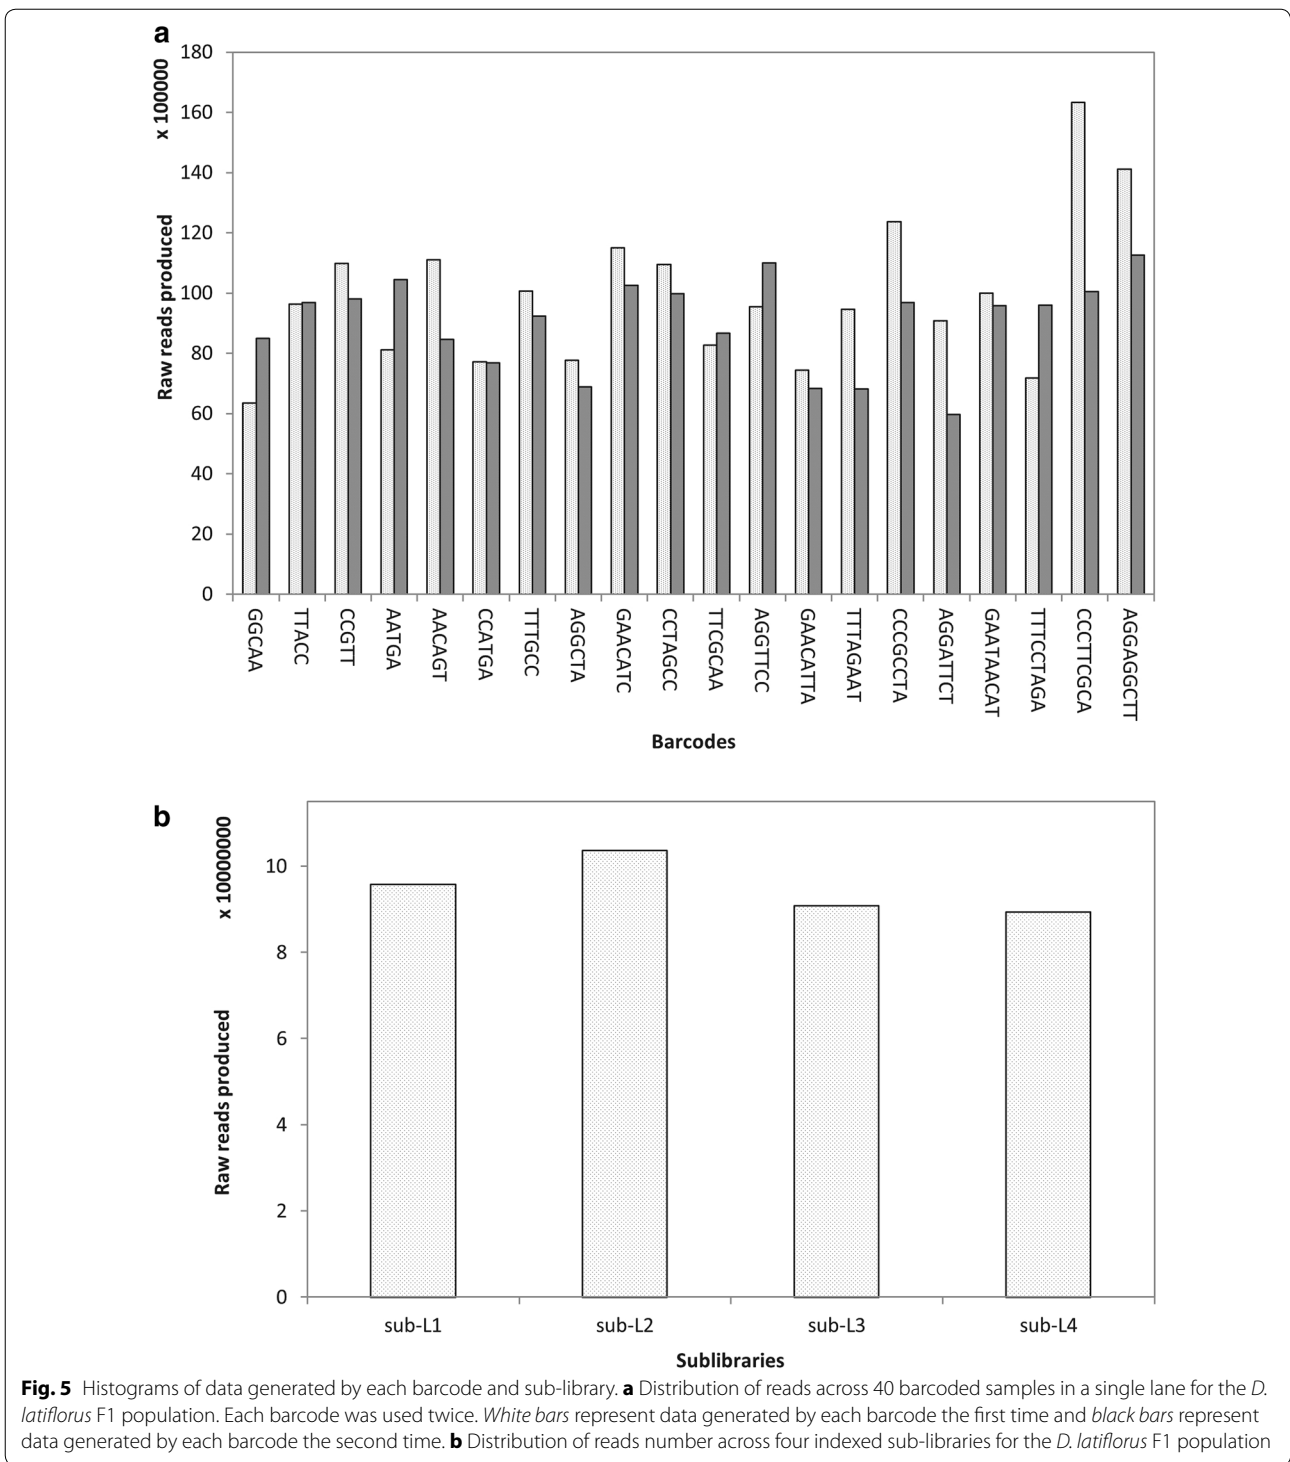 a
x 100000
Raw reads produced
180
160
140
120
100
80
60
40
20
0
GGCAA
TTACC
CCGTT
AATGA
AACAGT
CCATGA
TTTGCC
AGGCTA
GAACATC
CCTAGCC
TTCGCAA
AGGTTCC
GAACATTA
TTTAGAAT
CCCGCCTA
AGGATTCT
GAATAACAT
TTTCCTAGA
CCCTTCGCA
AGGAGGCTT
Barcodes
b
x 10000000
Raw reads produced
10
8
6
4
2
0
sub-L1
sub-L2
sub-L3
sub-L4
Sublibraries
Fig. 5 Histograms of data generated by each barcode and sub-library. a Distribution of reads across 40 barcoded samples in a single lane for the D.
latiflorus F1 population. Each barcode was used twice. White bars represent data generated by each barcode the first time and black bars represent
data generated by each barcode the second time. b Distribution of reads number across four indexed sub-libraries for the D. latiflorus F1 population